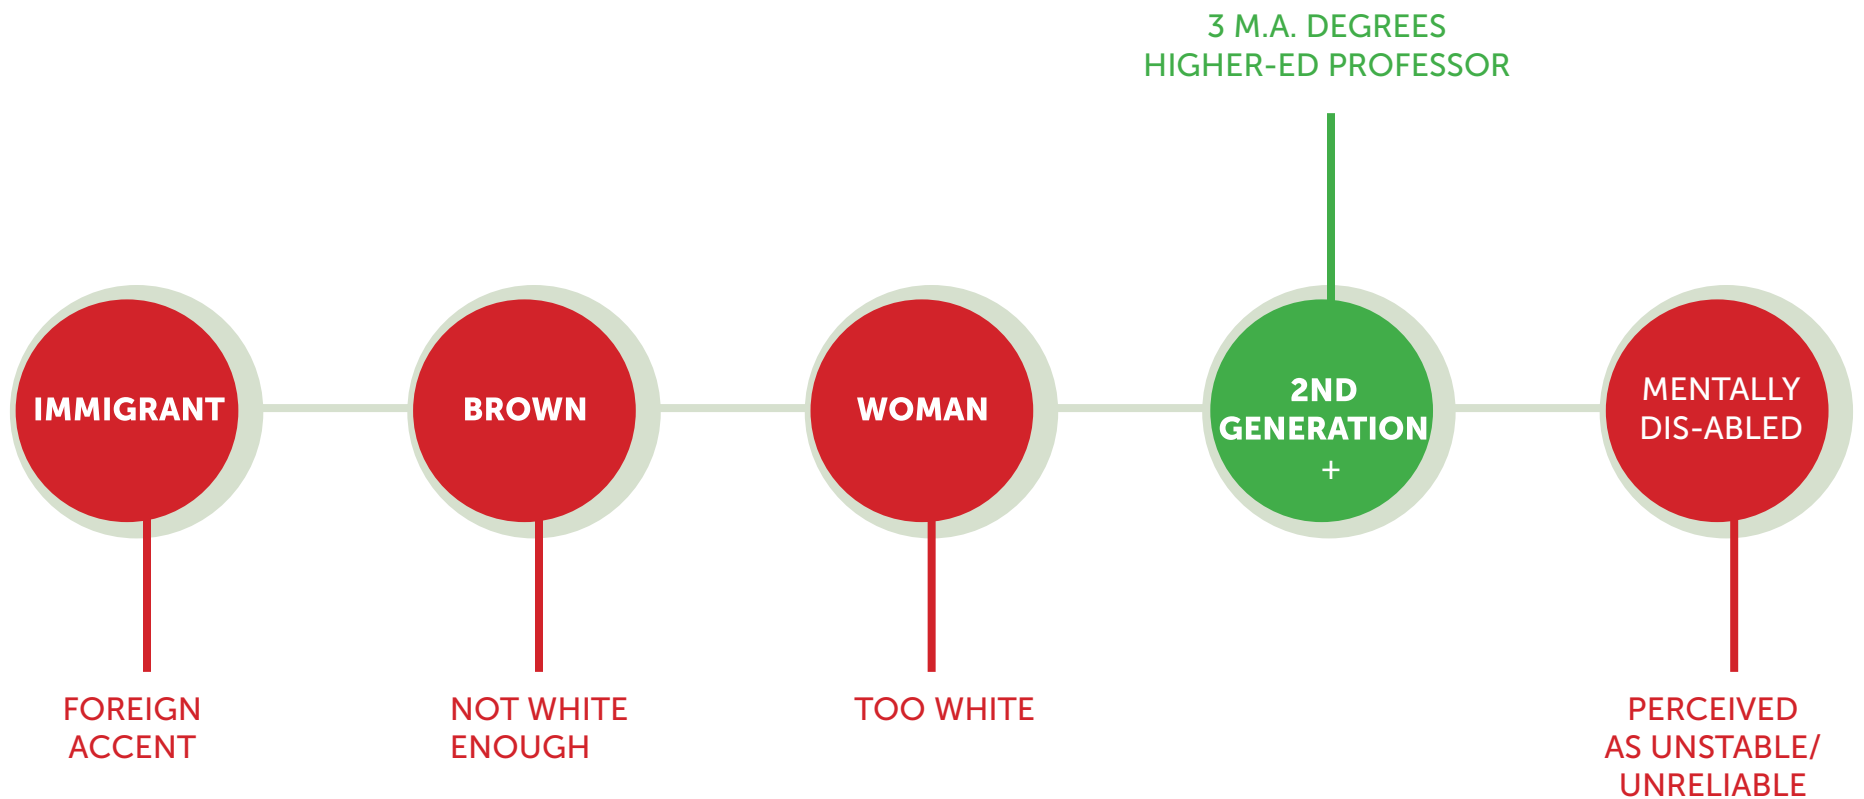 3 M.A. DEGREES
HIGHER-ED PROFESSOR
IMMIGRANT
BROWN
WOMAN
2ND
GENERATION
+
MENTALLY
DIS-ABLED
FOREIGN
ACCENT
NOT WHITE
ENOUGH
TOO WHITE
PERCEIVED
AS UNSTABLE/
UNRELIABLE